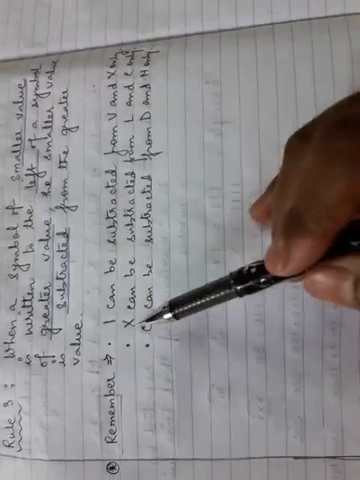 Rule 3 : When a symbol of smaller value
is written to the left of a symbol
of greater value, the smaller value
is subtracted from the greater
value.
* Remember ⇒ • I can be subtracted from V and X only
• X can be subtracted from L and C only.
• C can be subtracted from D and M only.